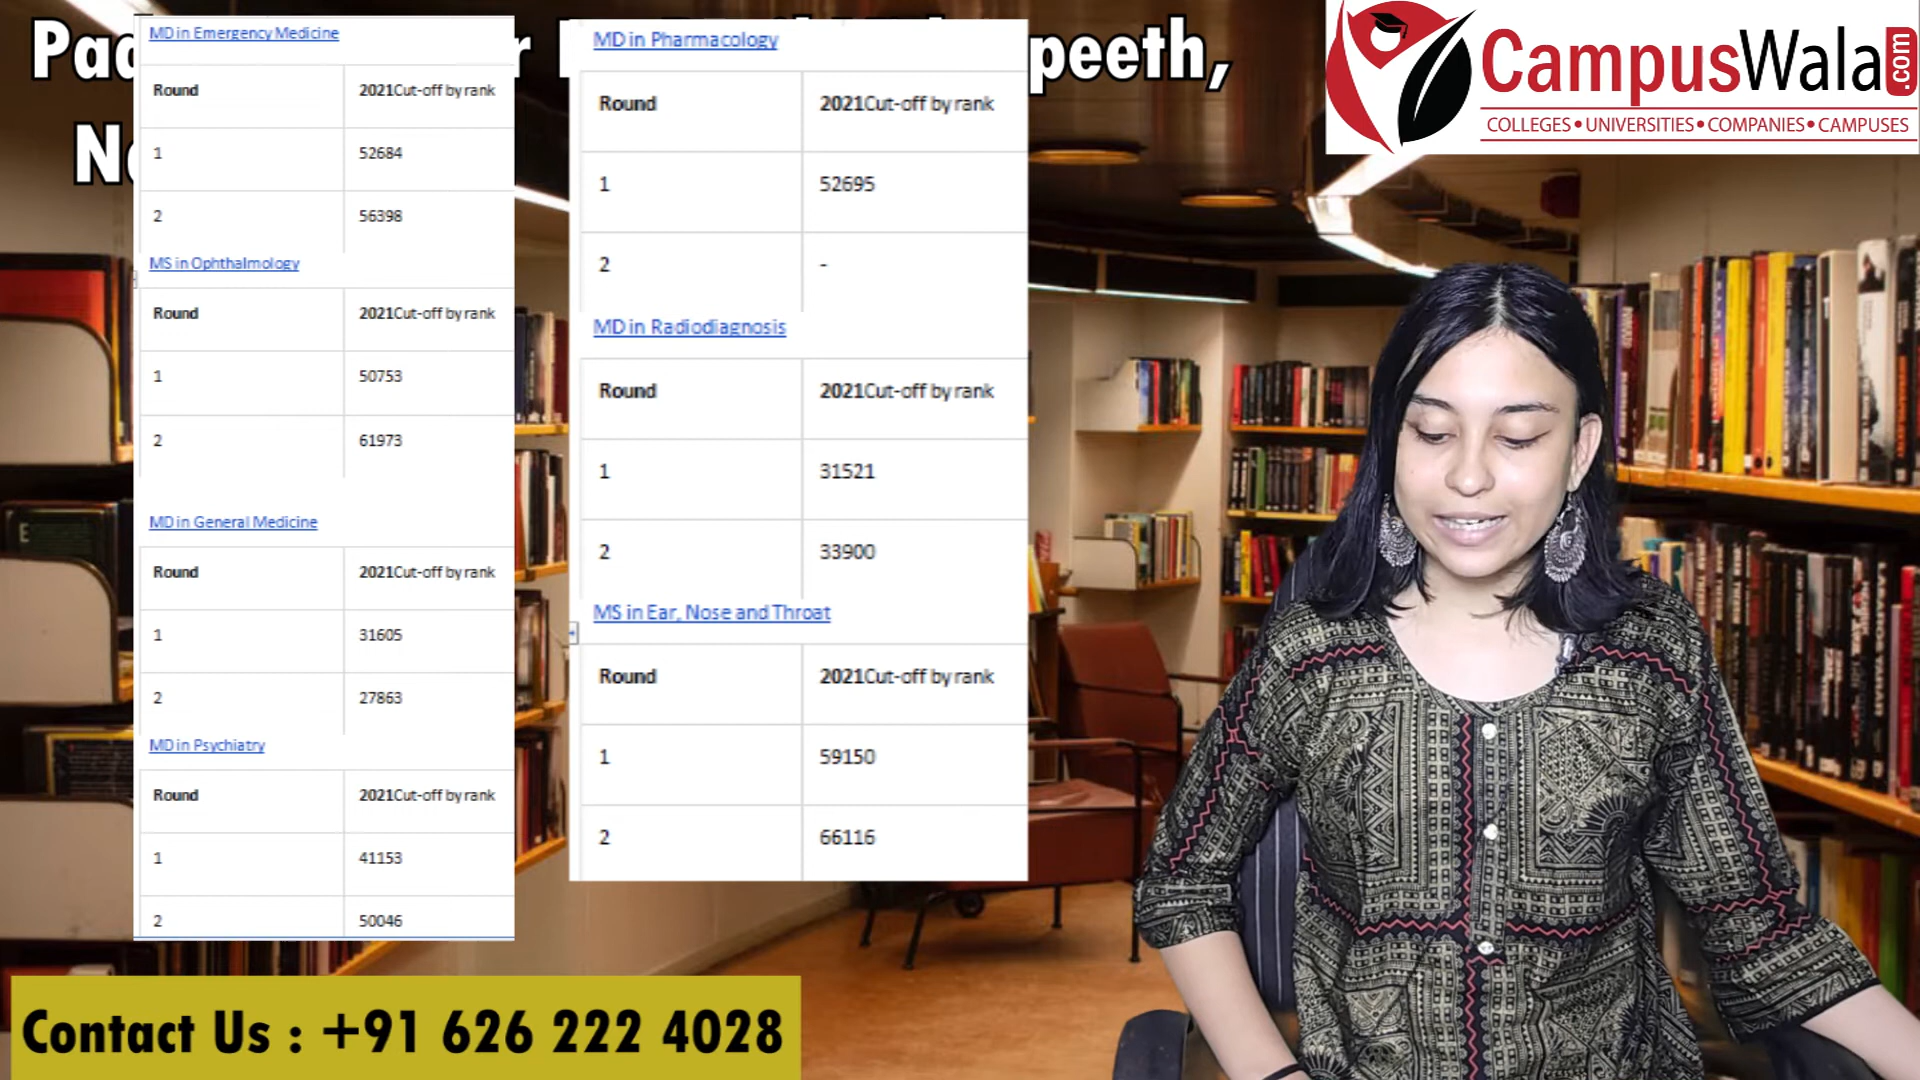 Pad
r
peeth,
MD in Emergency Medicine
Round 2021Cut-off by rank
1 52684
2 56398
MS in Ophthalmology
Round 2021Cut-off by rank
1 50753
2 61973
MD in General Medicine
Round 2021Cut-off by rank
1 31605
2 27863
MD in Psychiatry
Round 2021Cut-off by rank
1 41153
2 50046
MD in Pharmacology
Round 2021Cut-off by rank
1 52695
2 -
MD in Radiodiagnosis
Round 2021Cut-off by rank
1 31521
2 33900
MS in Ear, Nose and Throat
Round 2021Cut-off by rank
1 59150
2 66116
CampusWala.com
COLLEGES • UNIVERSITIES • COMPANIES • CAMPUSES
Contact Us : +91 626 222 4028